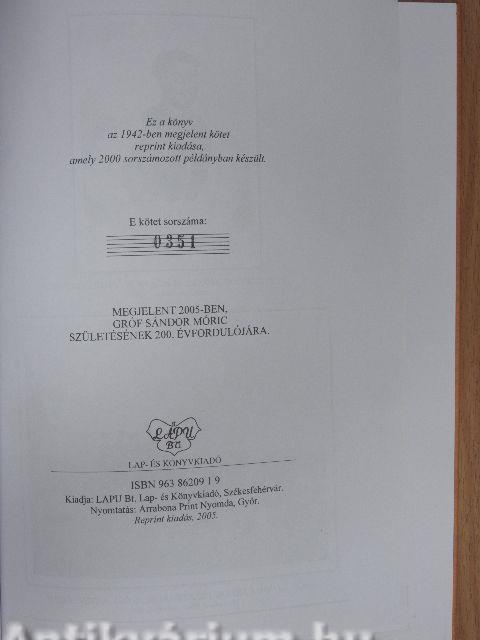 Ez a könyv
az 1942-ben megjelent kötet
reprint kiadása,
amely 2000 sorszámozott példányban készült.
E kötet sorszáma:
0351
MEGJELENT 2005-BEN,
GRÓF SÁNDOR MÓRIC
SZÜLETÉSÉNEK 200. ÉVFORDULÓJÁRA.
LAPU
Bt.
LAP- ÉS KÖNYVKIADÓ
ISBN 963 86209 1 9
Kiadja: LAPU Bt. Lap- és Könyvkiadó, Székesfehérvár.
Nyomtatás: Arrabona Print Nyomda, Győr.
Reprint kiadás, 2005.
Antikvárium.hu